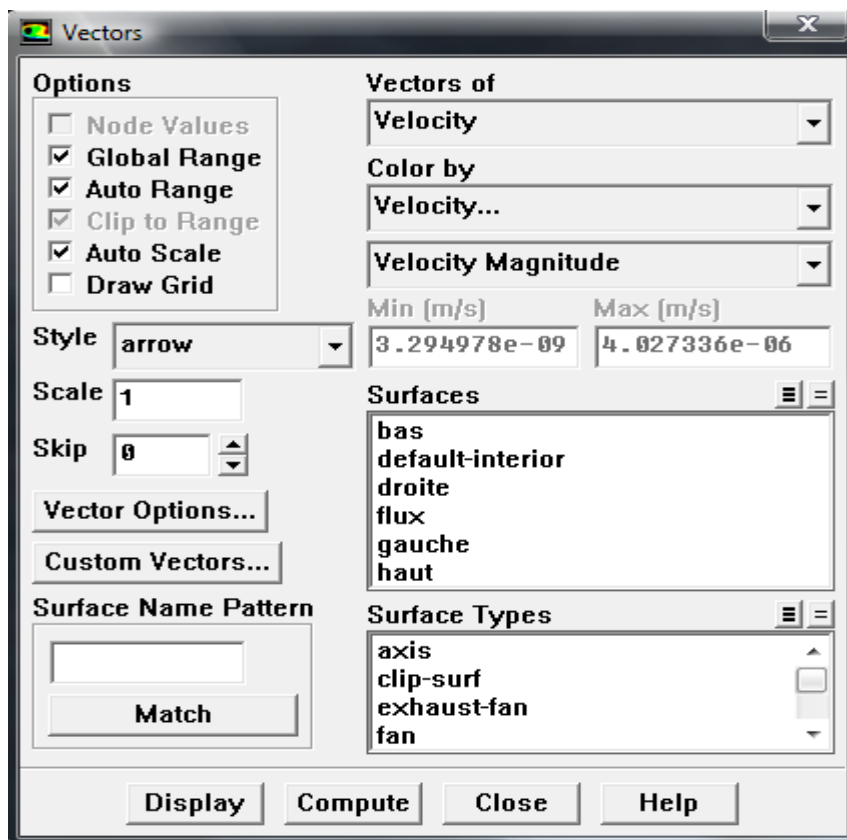 Vectors
Options
Node Values
Global Range
Auto Range
Clip to Range
Auto Scale
Draw Grid
Style arrow
Scale 1
Skip 0
Vector Options...
Custom Vectors...
Surface Name Pattern
Match
Vectors of
Velocity
Color by
Velocity...
Velocity Magnitude
Min (m/s) Max (m/s)
3.294978e-09 4.027336e-06
Surfaces
bas
default-interior
droite
flux
gauche
haut
Surface Types
axis
clip-surf
exhaust-fan
fan
Display Compute Close Help